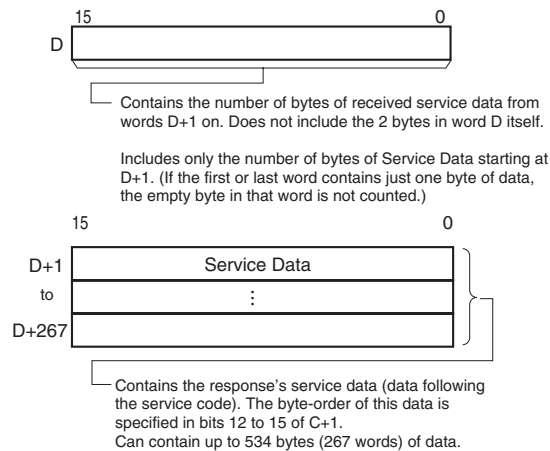 15 0
D
Contains the number of bytes of received service data from
words D+1 on. Does not include the 2 bytes in word D itself.
Includes only the number of bytes of Service Data starting at
D+1. (If the first or last word contains just one byte of data,
the empty byte in that word is not counted.)
15 0
D+1 Service Data
to ⋮
D+267
Contains the response's service data (data following
the service code). The byte-order of this data is
specified in bits 12 to 15 of C+1.
Can contain up to 534 bytes (267 words) of data.